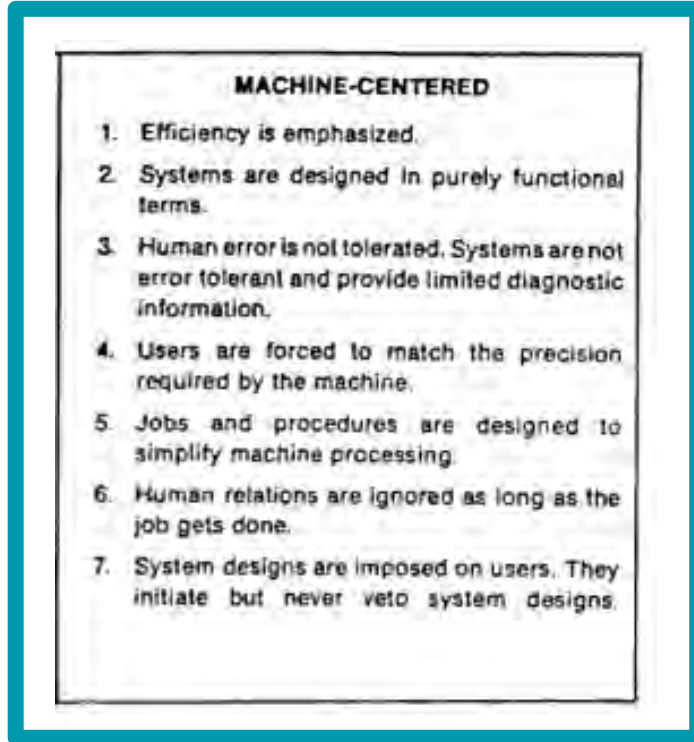 MACHINE-CENTERED
1. Efficiency is emphasized.
2. Systems are designed in purely functional
terms.
3. Human error is not tolerated. Systems are not
error tolerant and provide limited diagnostic
information.
4. Users are forced to match the precision
required by the machine.
5. Jobs and procedures are designed to
simplify machine processing.
6. Human relations are ignored as long as the
job gets done.
7. System designs are imposed on users. They
initiate but never veto system designs.